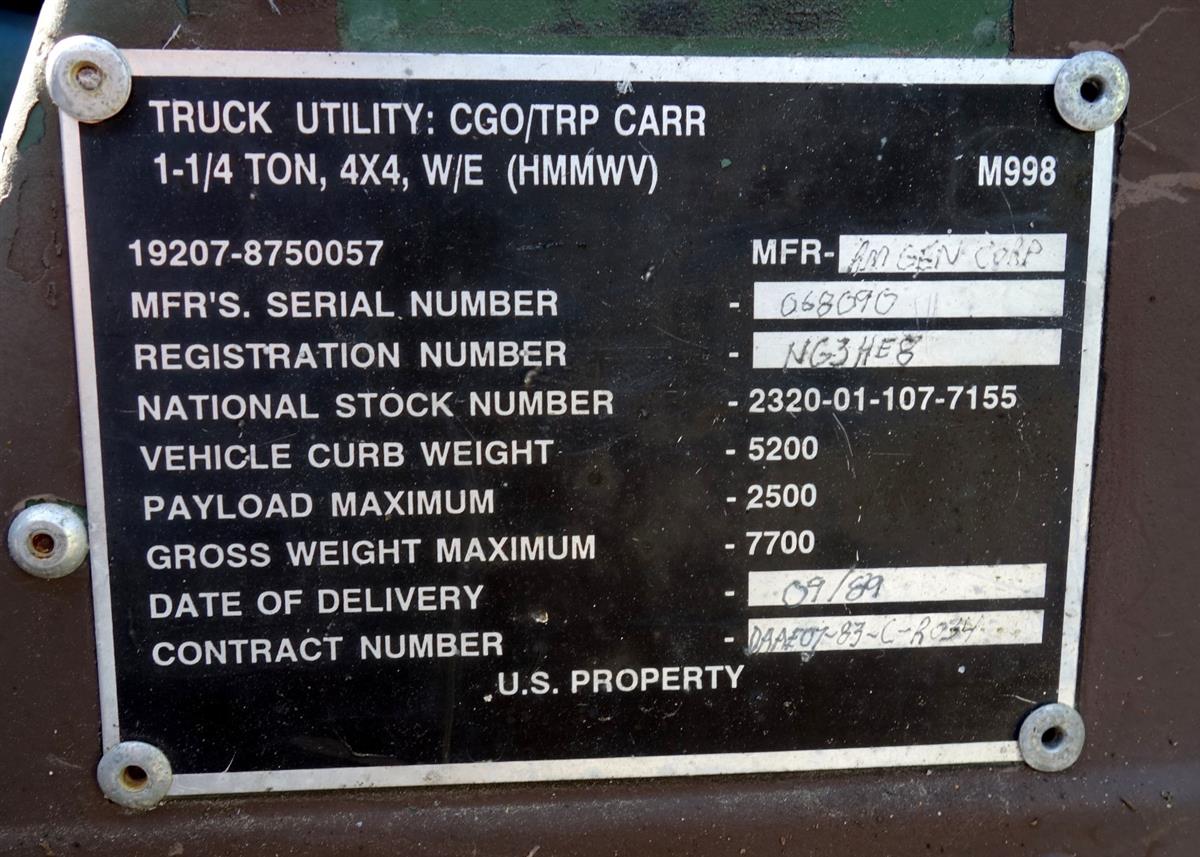 TRUCK UTILITY: CGO/TRP CARR
1-1/4 TON, 4X4, W/E (HMMWV) M998
19207-8750057 MFR- AM GEN CORP
MFR'S. SERIAL NUMBER - 068090
REGISTRATION NUMBER - NG3HE8
NATIONAL STOCK NUMBER - 2320-01-107-7155
VEHICLE CURB WEIGHT - 5200
PAYLOAD MAXIMUM - 2500
GROSS WEIGHT MAXIMUM - 7700
DATE OF DELIVERY - 09/89
CONTRACT NUMBER - DAAE07-83-C-R034
U.S. PROPERTY